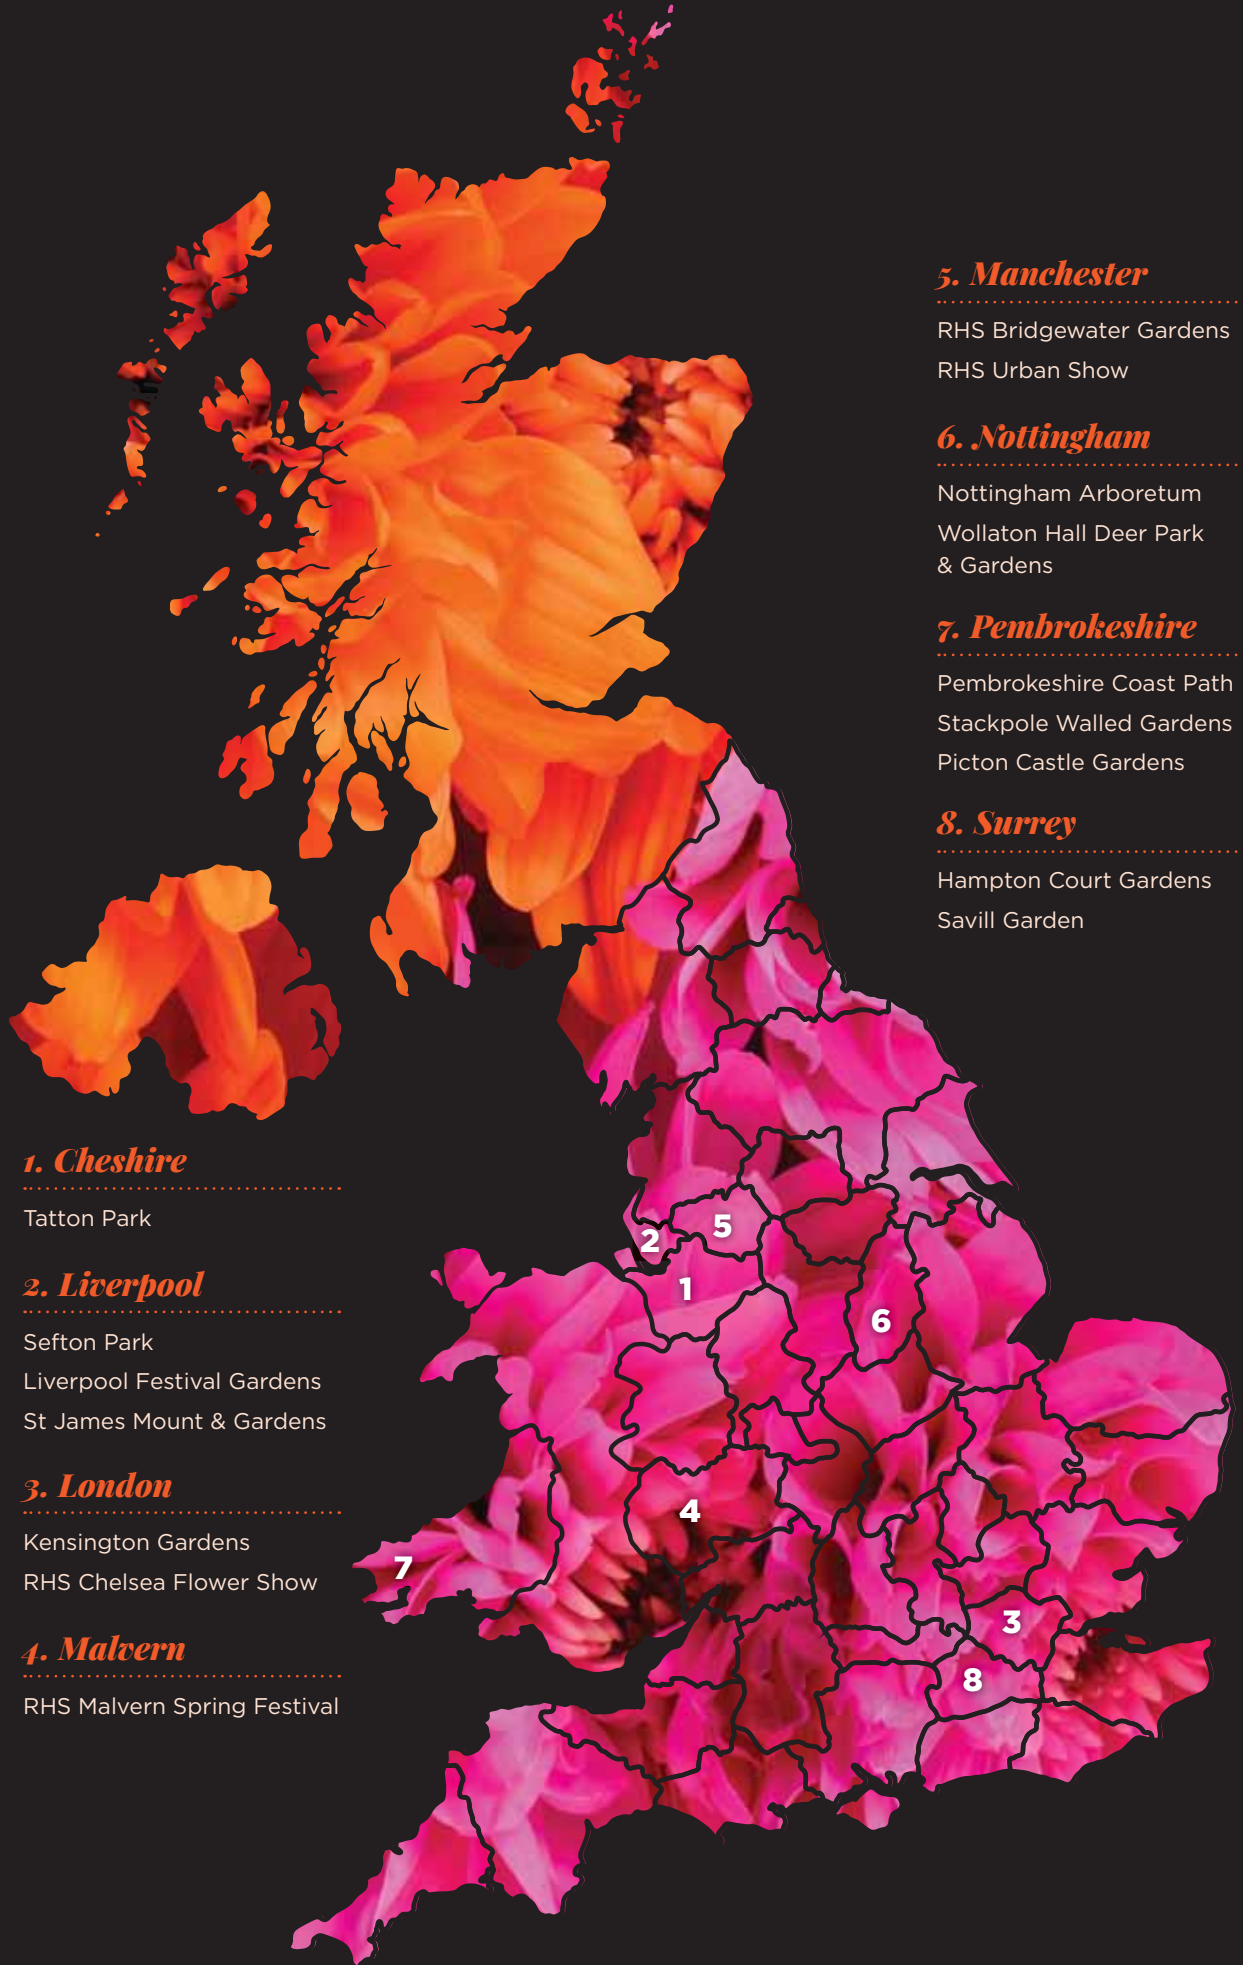 5. Manchester
RHS Bridgewater Gardens
RHS Urban Show
6. Nottingham
Nottingham Arboretum
Wollaton Hall Deer Park
& Gardens
7. Pembrokeshire
Pembrokeshire Coast Path
Stackpole Walled Gardens
Picton Castle Gardens
8. Surrey
Hampton Court Gardens
Savill Garden
1. Cheshire
Tatton Park
2. Liverpool
Sefton Park
Liverpool Festival Gardens
St James Mount & Gardens
3. London
Kensington Gardens
RHS Chelsea Flower Show
4. Malvern
RHS Malvern Spring Festival
5
2
1
6
4
7
3
8